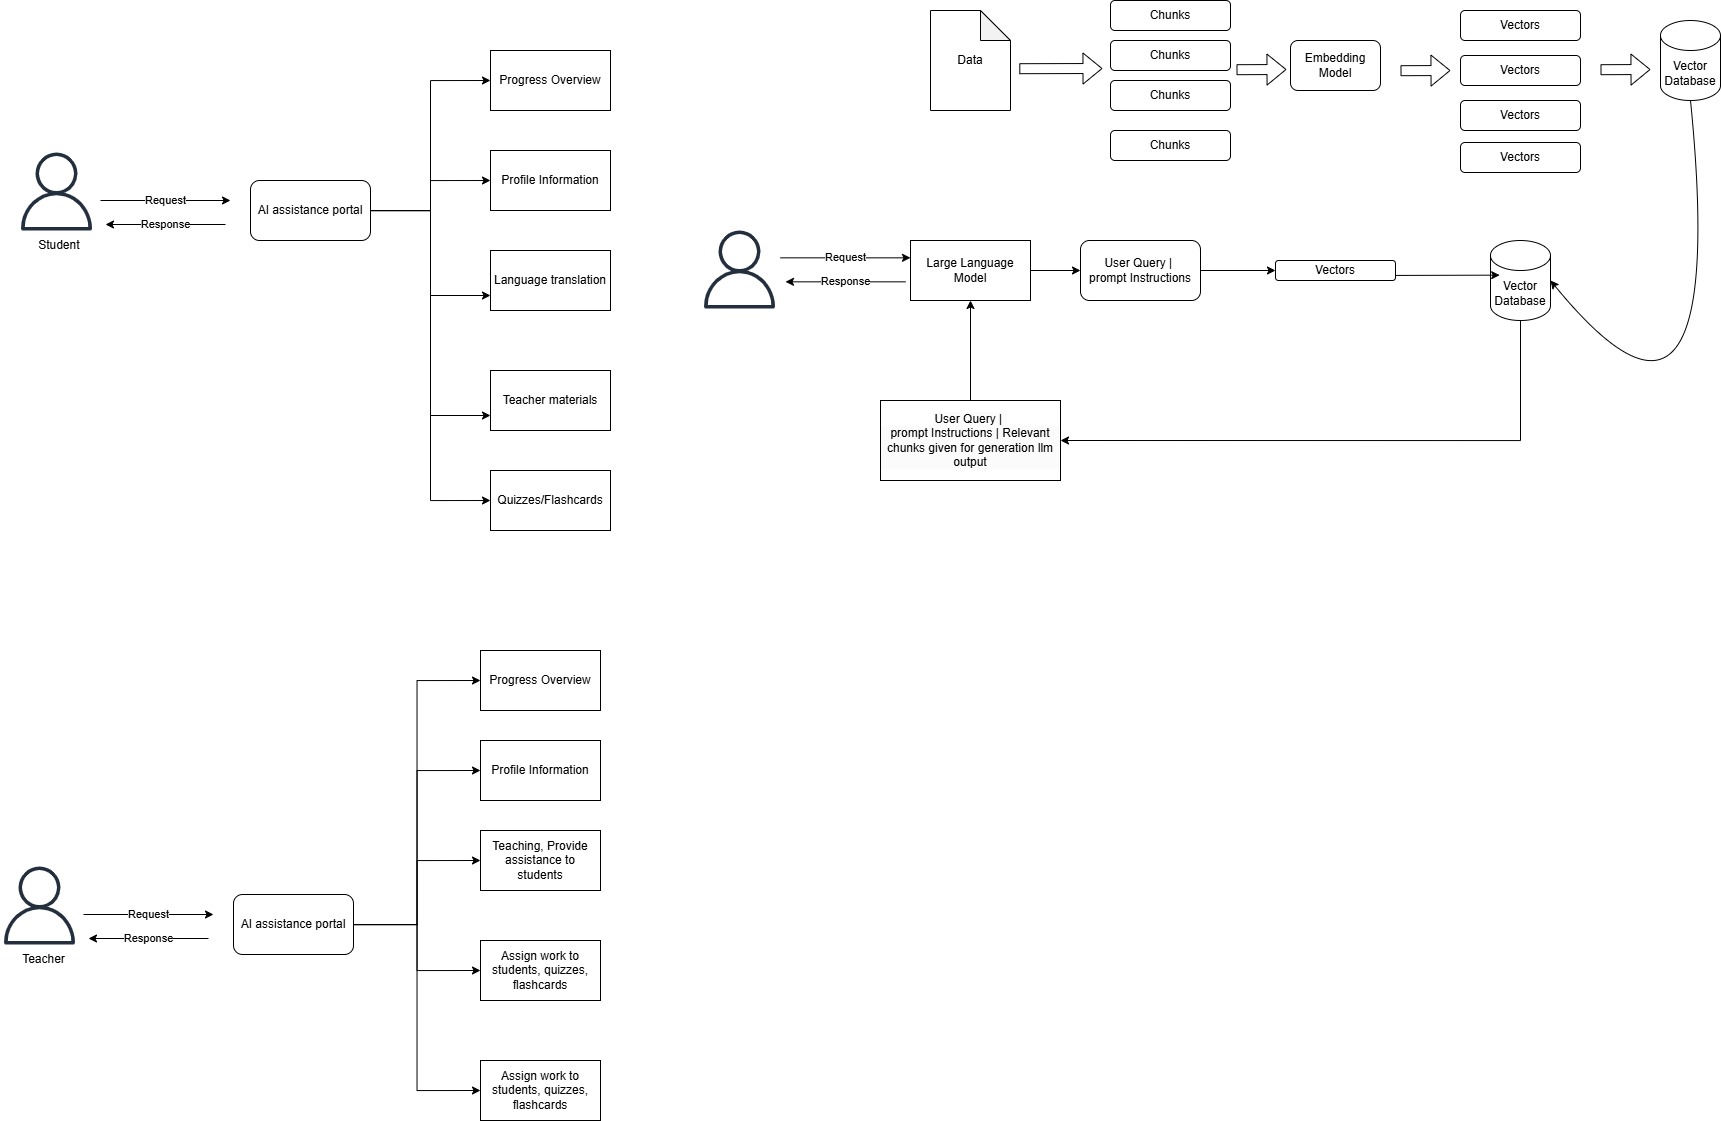 Progress Overview
Profile Information
Language translation
Teacher materials
Quizzes/Flashcards
Request
Response
AI assistance portal
Student
Data
Chunks
Chunks
Chunks
Chunks
Embedding
Model
Vectors
Vectors
Vectors
Vectors
Vector
Database
Request
Response
Large Language
Model
User Query |
prompt Instructions
Vectors
Vector
Database
User Query |
prompt Instructions | Relevant
chunks given for generation llm
output
Progress Overview
Profile Information
Teaching, Provide
assistance to
students
Request
Response
AI assistance portal
Teacher
Assign work to
students, quizzes,
flashcards
Assign work to
students, quizzes,
flashcards